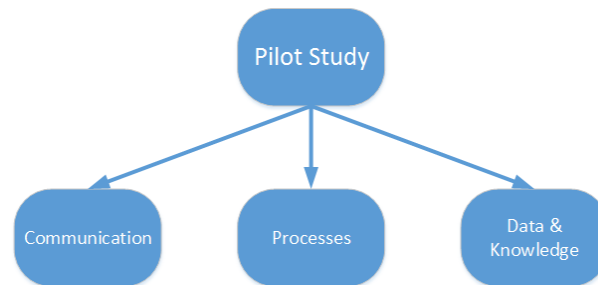 Pilot Study
Communication
Processes
Data &
Knowledge